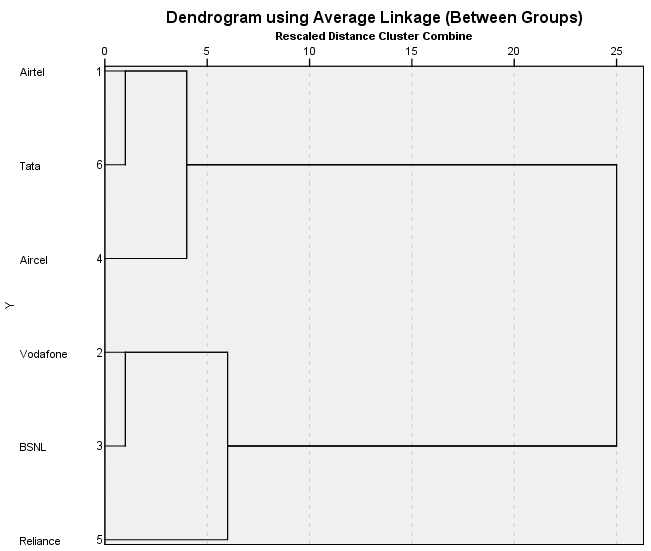 Dendrogram using Average Linkage (Between Groups)
Rescaled Distance Cluster Combine
0 5 10 15 20 25
Airtel 1
Tata 6
Aircel 4
Y
Vodafone 2
BSNL 3
Reliance 5